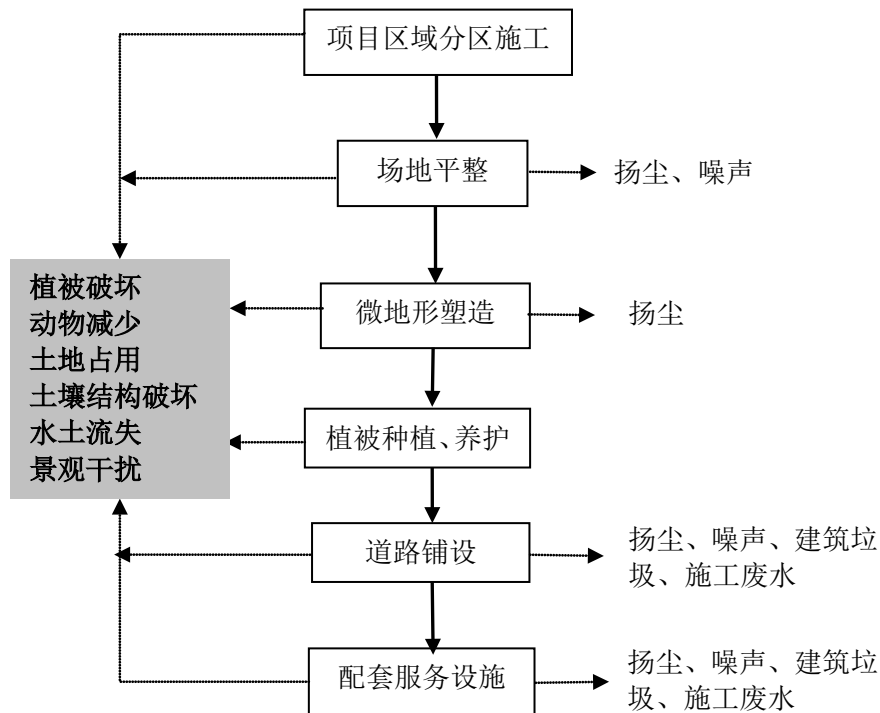 项目区域分区施工
场地平整
扬尘、噪声
植被破坏
动物减少
土地占用
土壤结构破坏
水土流失
景观干扰
微地形塑造
扬尘
植被种植、养护
道路铺设
扬尘、噪声、建筑垃
圾、施工废水
配套服务设施
扬尘、噪声、建筑垃
圾、施工废水